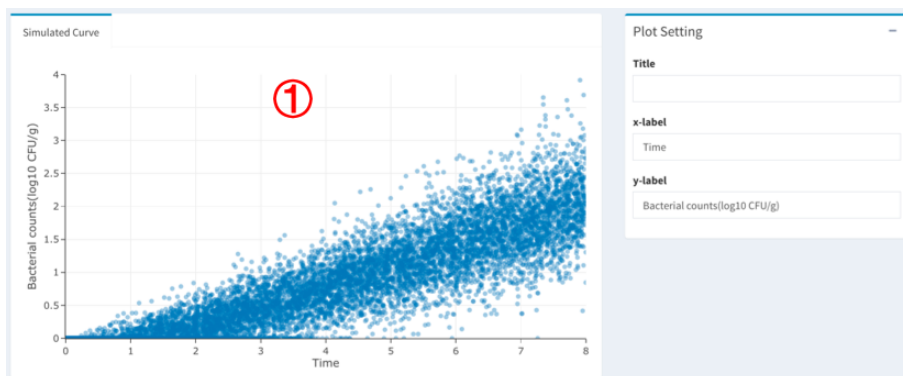 Simulated Curve
①
4
3.5
3
2.5
2
1.5
1
0.5
0
Bacterial counts(log10 CFU/g)
0 1 2 3 4 5 6 7 8
Time
Plot Setting
−
Title
x-label
Time
y-label
Bacterial counts(log10 CFU/g)